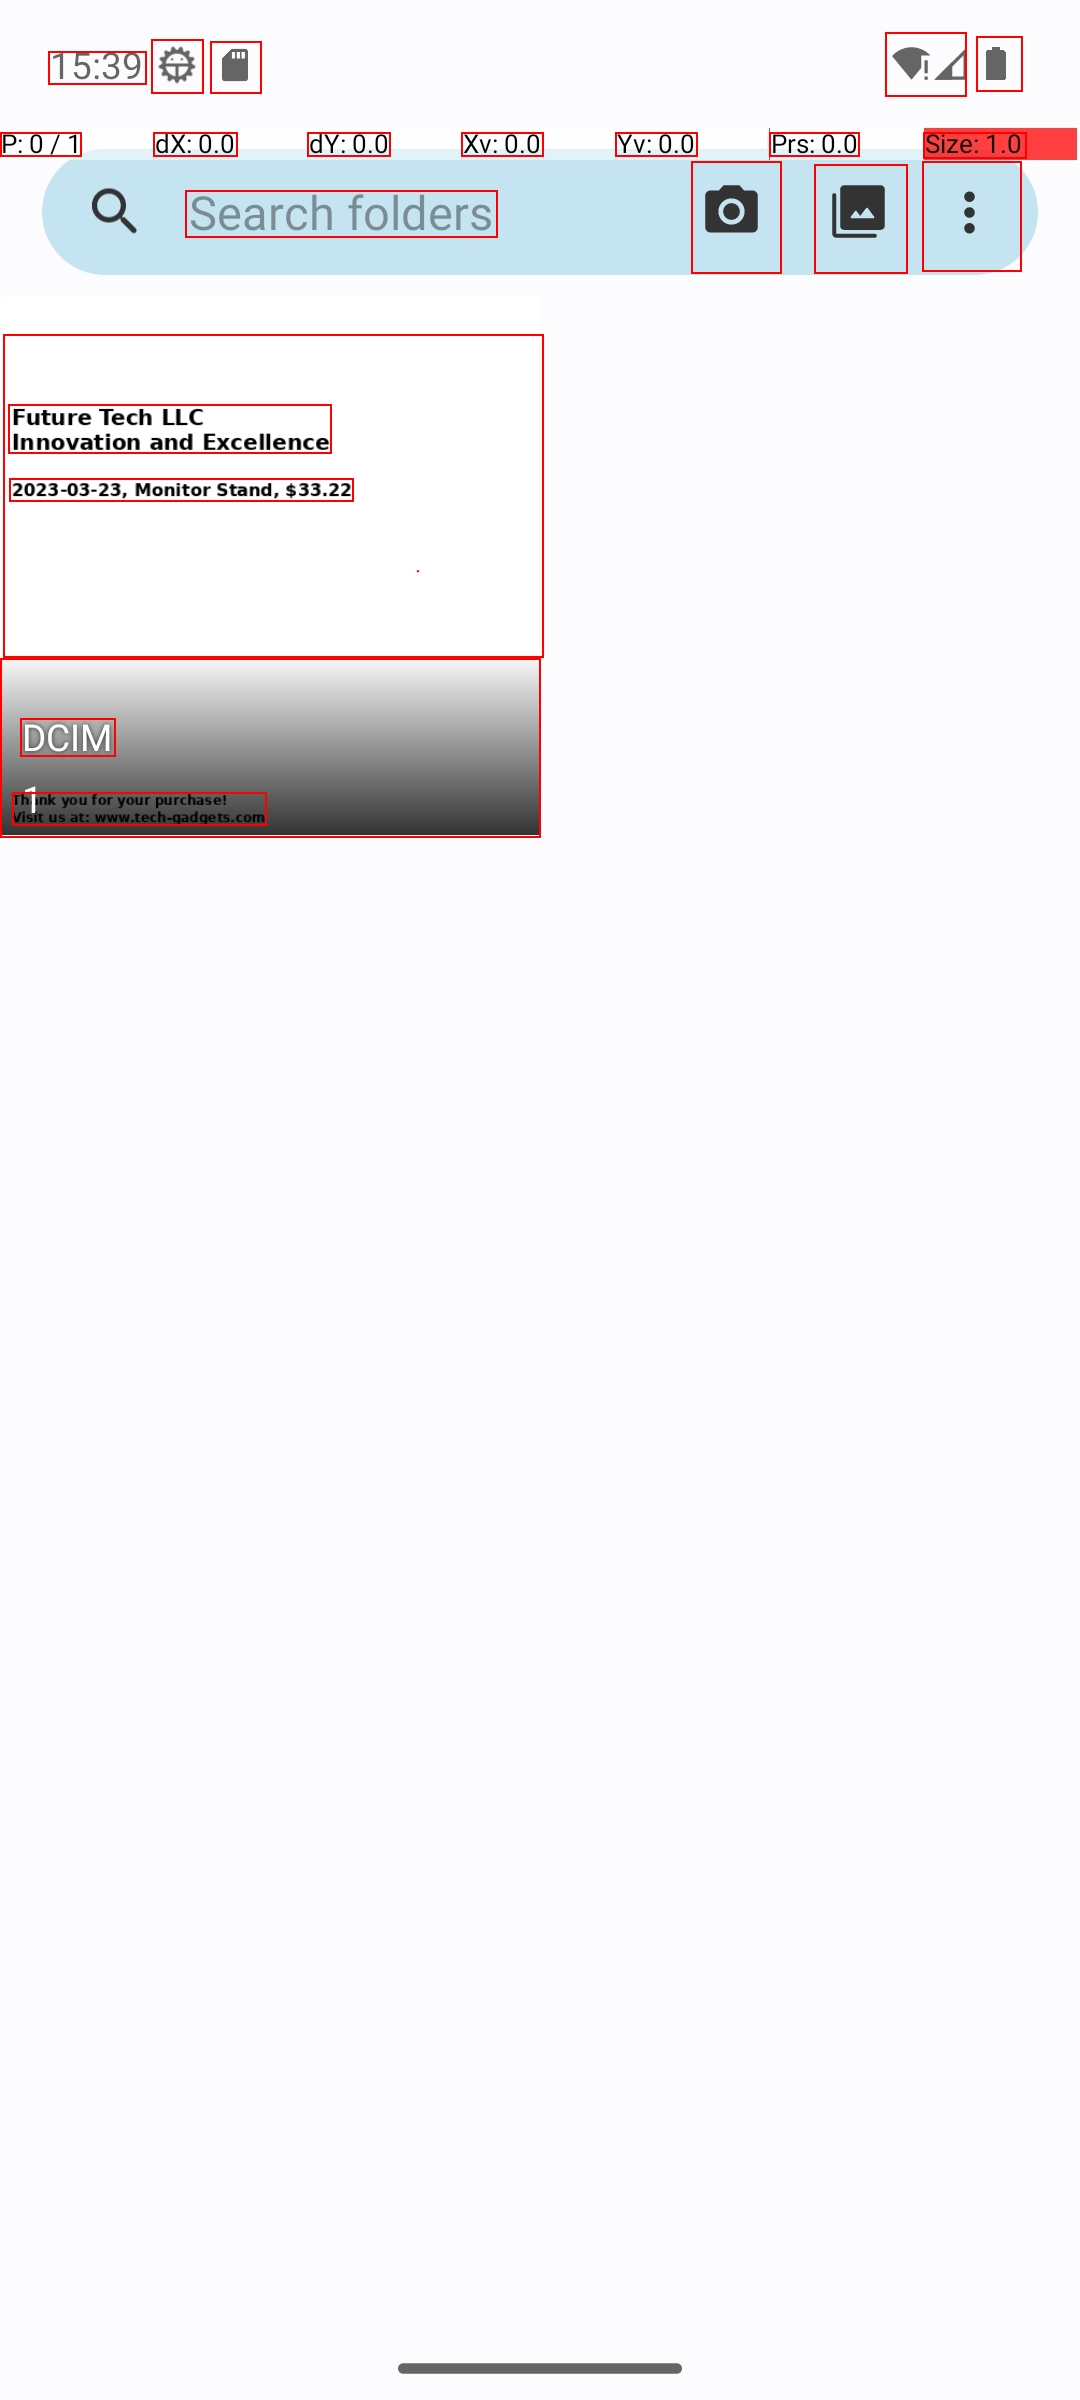 15:39
P: 0 / 1 dX: 0.0 dY: 0.0 Xv: 0.0 Yv: 0.0 Prs: 0.0 Size: 1.0
Search folders
Future Tech LLC
Innovation and Excellence
2023-03-23, Monitor Stand, $33.22
DCIM
1
Thank you for your purchase!
Visit us at: www.tech-gadgets.com